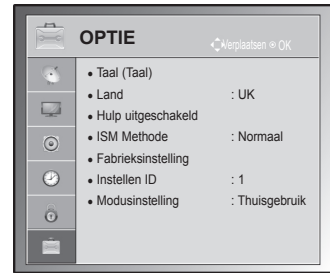 OPTIE
Verplaatsen OK
• Taal (Taal)
• Land : UK
• Hulp uitgeschakeld
• ISM Methode : Normaal
• Fabrieksinstelling
• Instellen ID : 1
• Modusinstelling : Thuisgebruik